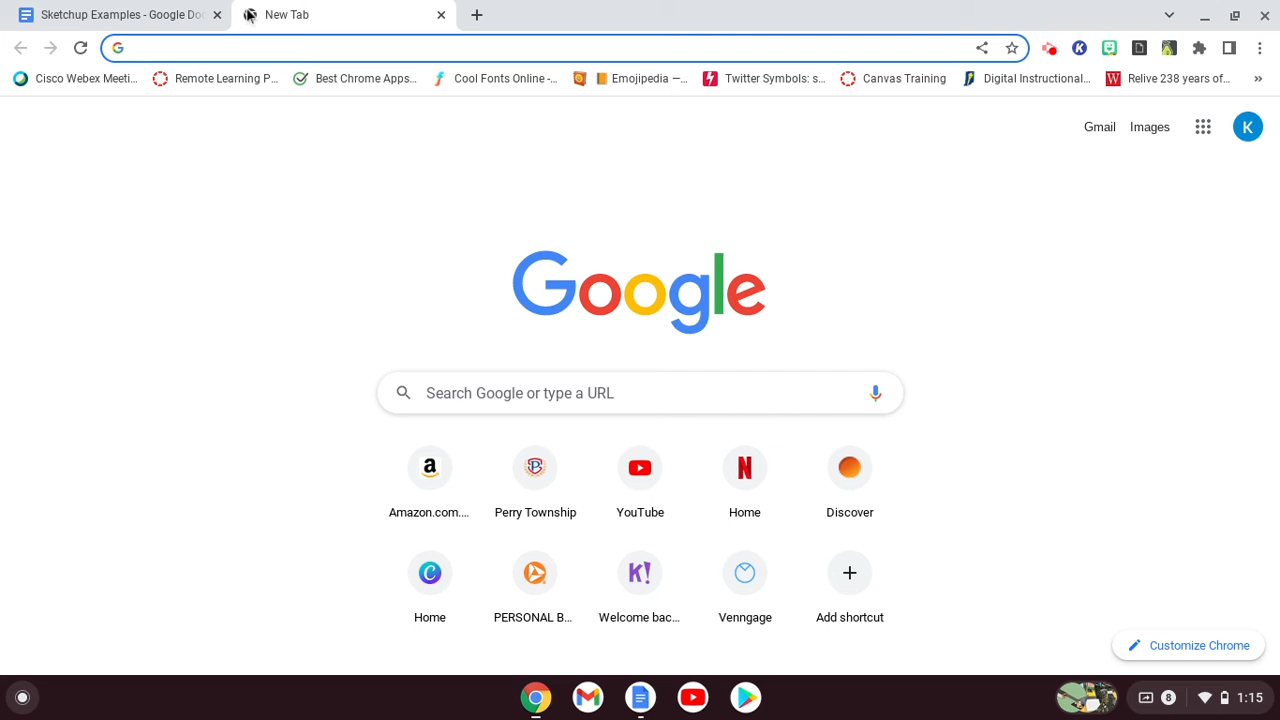 Sketchup Examples - Google Doc
New Tab
Cisco Webex Meeti...
Remote Learning P...
Best Chrome Apps...
Cool Fonts Online -...
Emojipedia —...
Twitter Symbols: s...
Canvas Training
Digital Instructional...
Relive 238 years of...
Gmail
Images
K
Google
Search Google or type a URL
Amazon.com....
Perry Township
YouTube
Home
Discover
Home
PERSONAL B...
Welcome bac...
Venngage
Add shortcut
Customize Chrome
8
1:15